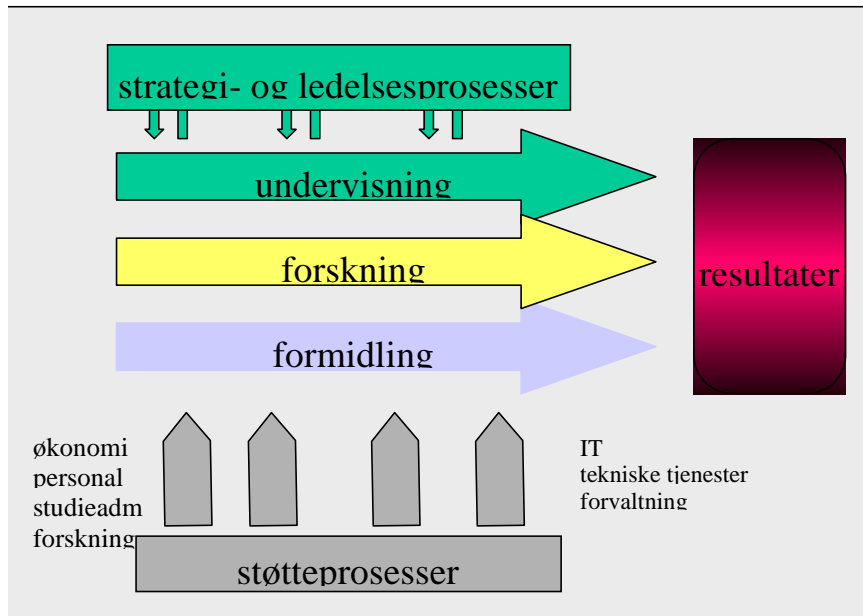 strategi- og ledelsesprosesser
undervisning
forskning
resultater
formidling
økonomi
personal
studieadm
forskning
IT
tekniske tjenester
forvaltning
støtteprosesser